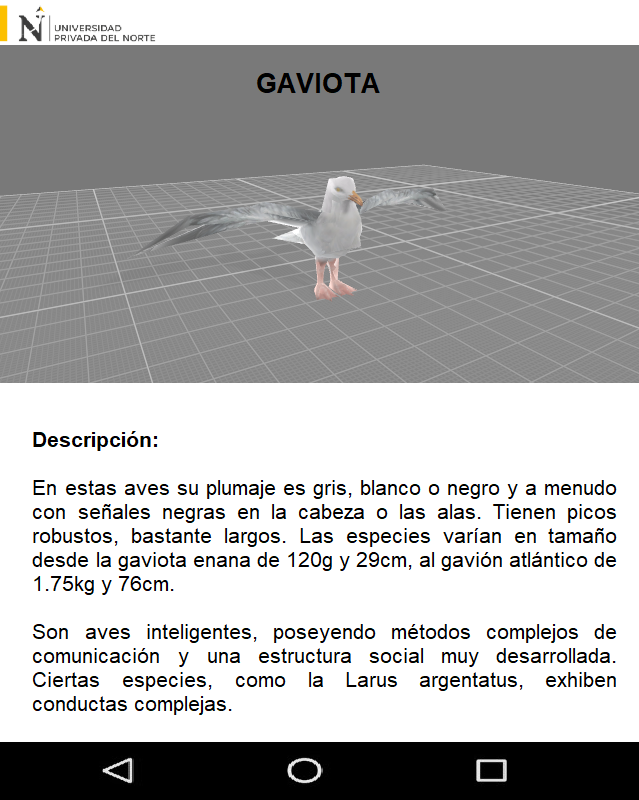 UNIVERSIDAD
PRIVADA DEL NORTE
GAVIOTA
Descripción:
En estas aves su plumaje es gris, blanco o negro y a menudo
con señales negras en la cabeza o las alas. Tienen picos
robustos, bastante largos. Las especies varían en tamaño
desde la gaviota enana de 120g y 29cm, al gavión atlántico de
1.75kg y 76cm.
Son aves inteligentes, poseyendo métodos complejos de
comunicación y una estructura social muy desarrollada.
Ciertas especies, como la Larus argentatus, exhiben
conductas complejas.